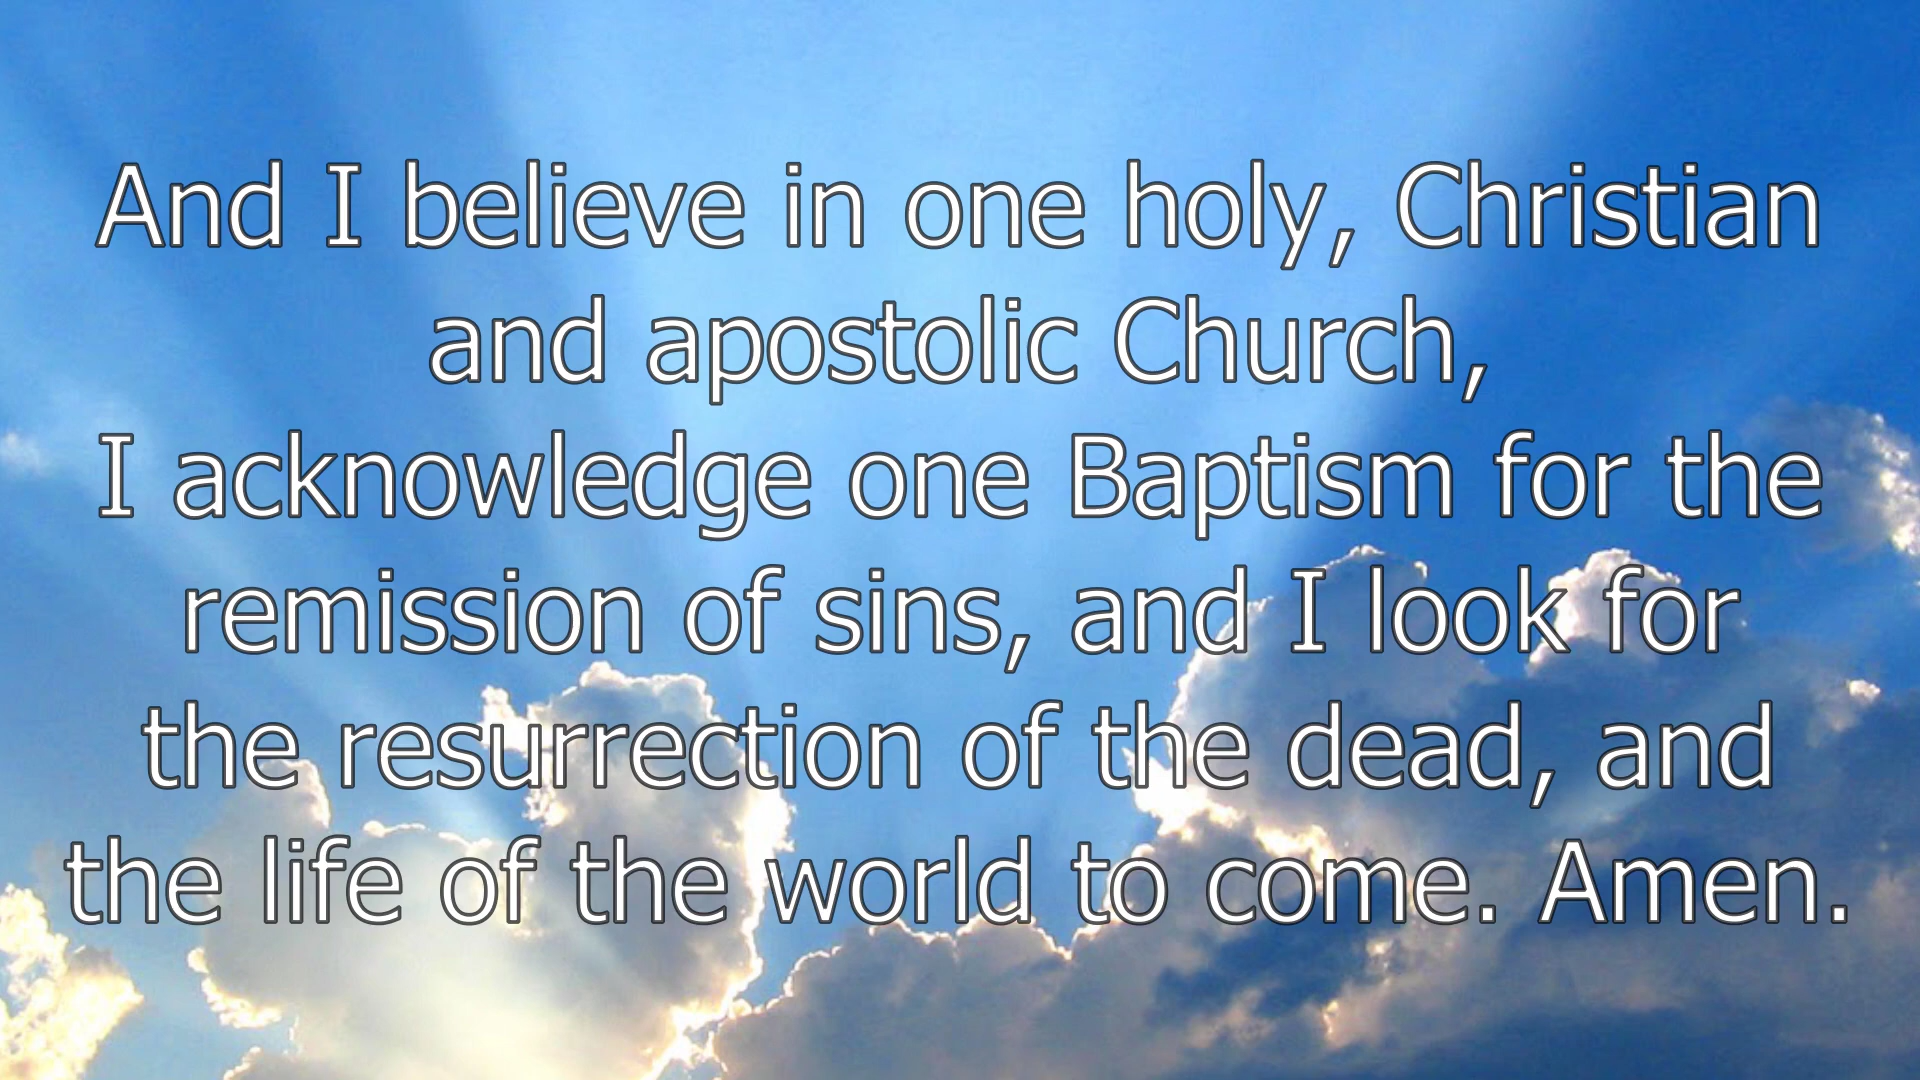 And I believe in one holy, Christian
and apostolic Church,
I acknowledge one Baptism for the
remission of sins, and I look for
the resurrection of the dead, and
the life of the world to come. Amen.